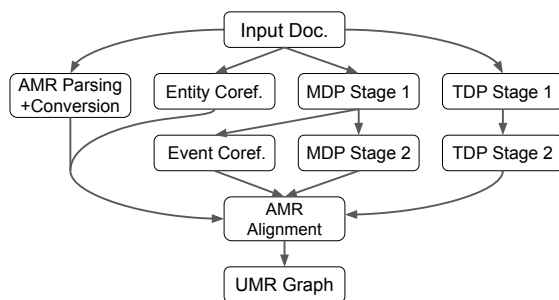 Input Doc.
AMR Parsing
+Conversion
Entity Coref.
MDP Stage 1
TDP Stage 1
Event Coref.
MDP Stage 2
TDP Stage 2
AMR
Alignment
UMR Graph